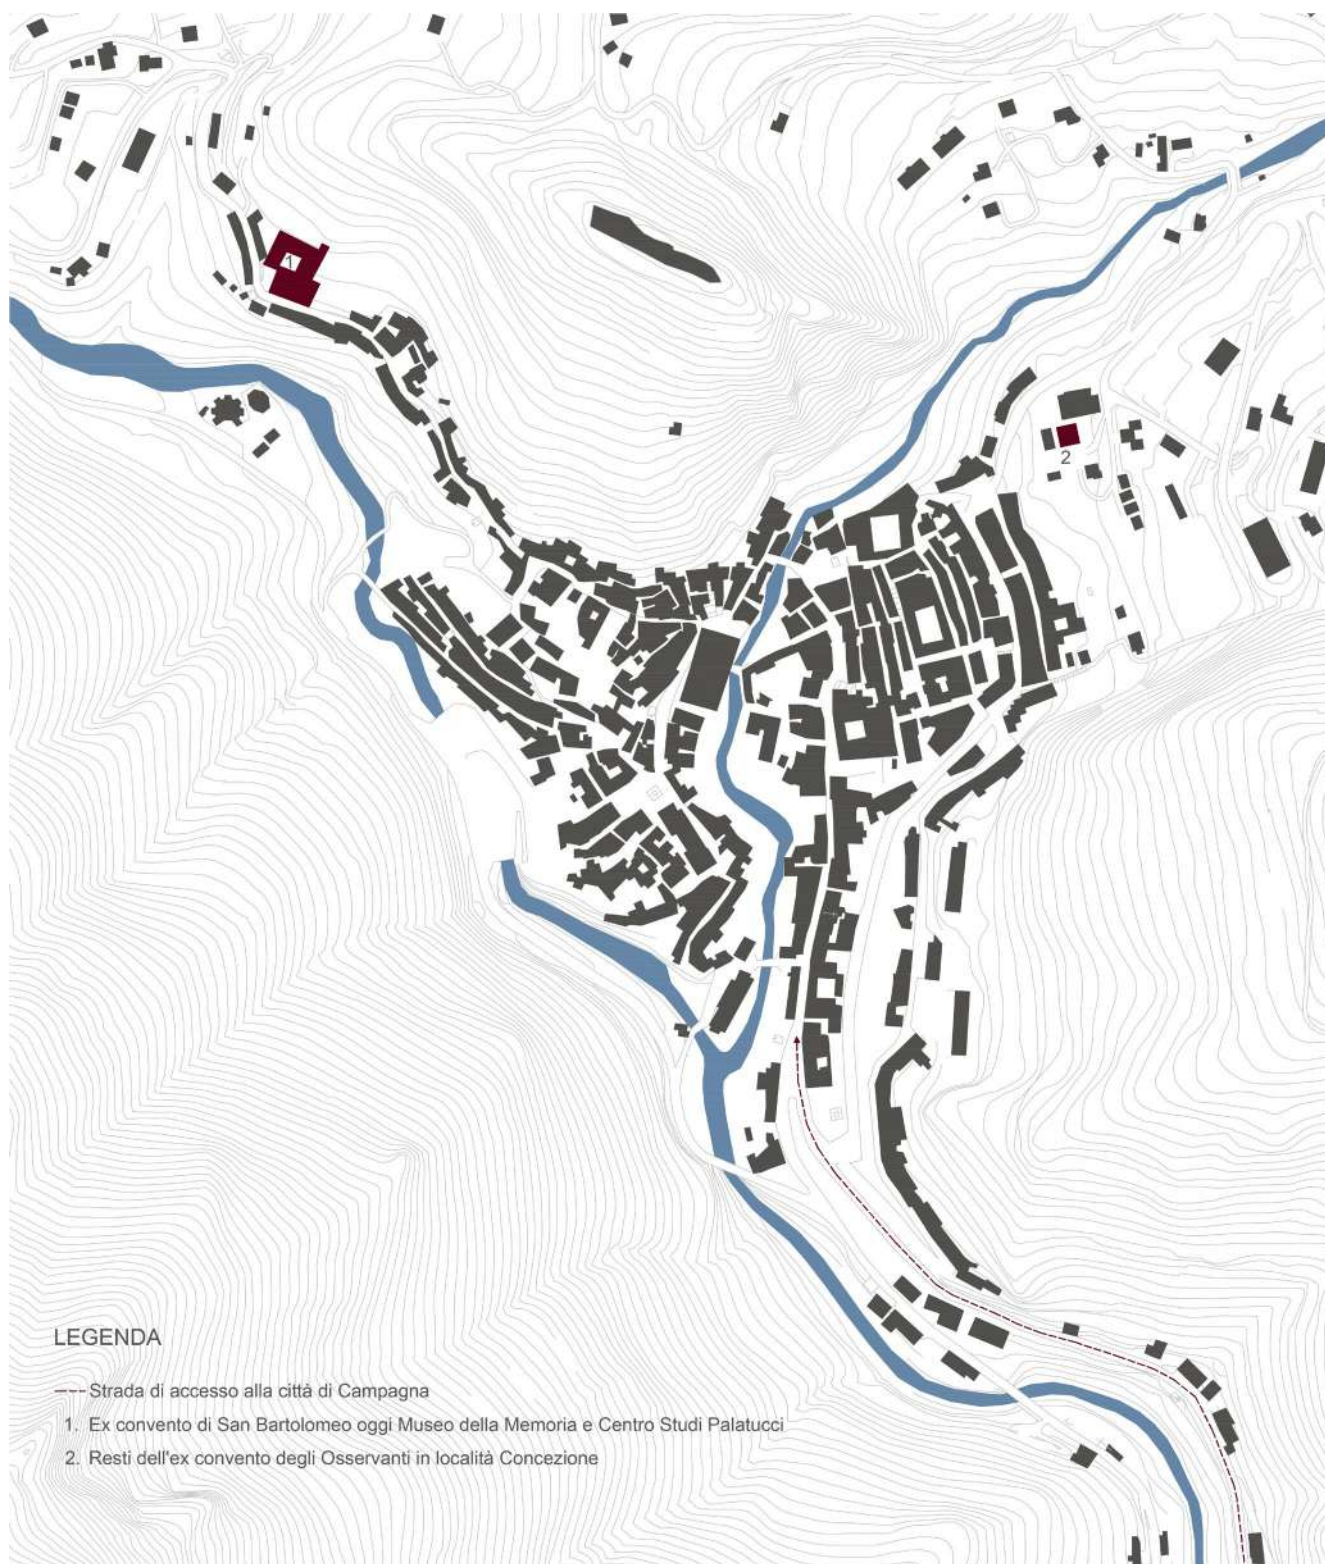 1
2
LEGENDA
Strada di accesso alla città di Campagna
1. Ex convento di San Bartolomeo oggi Museo della Memoria e Centro Studi Palatucci
2. Resti dell'ex convento degli Osservanti in località Concezione